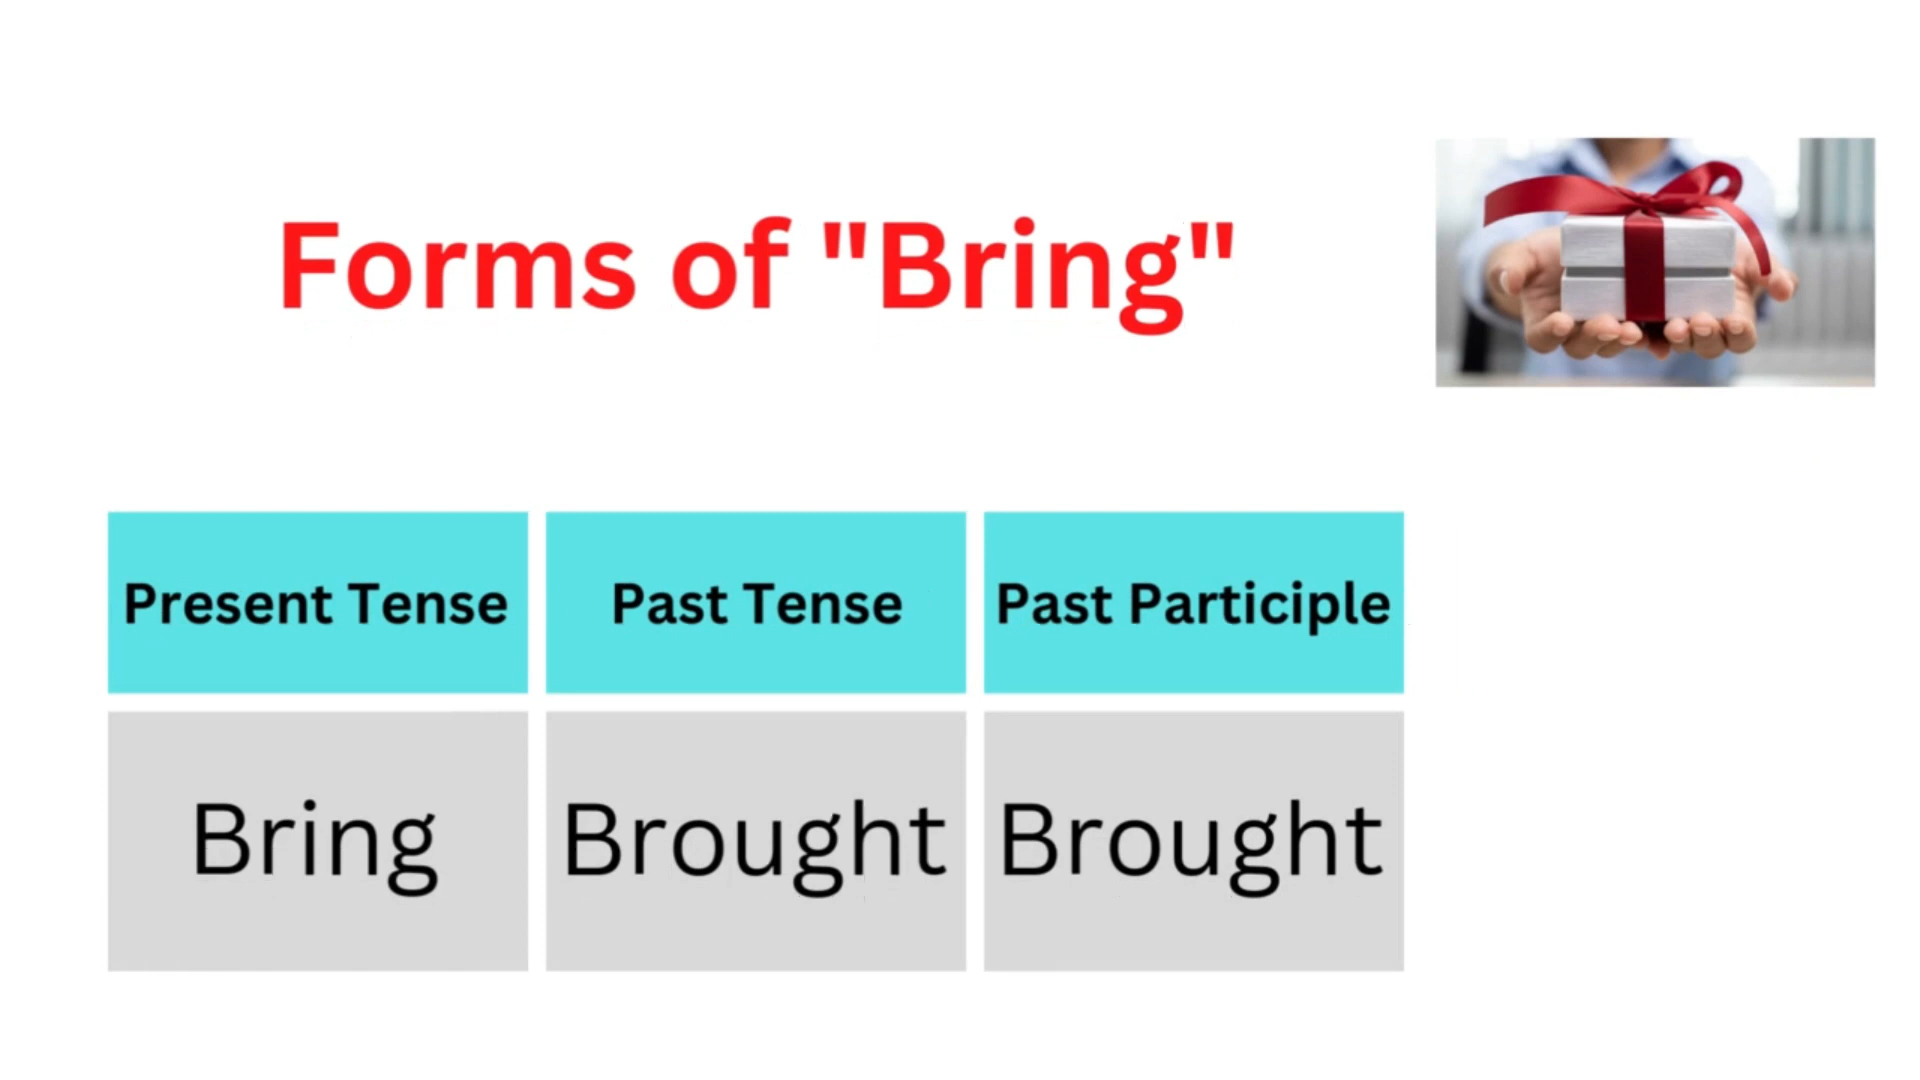 Forms of "Bring"
Present Tense Past Tense Past Participle
Bring Brought Brought